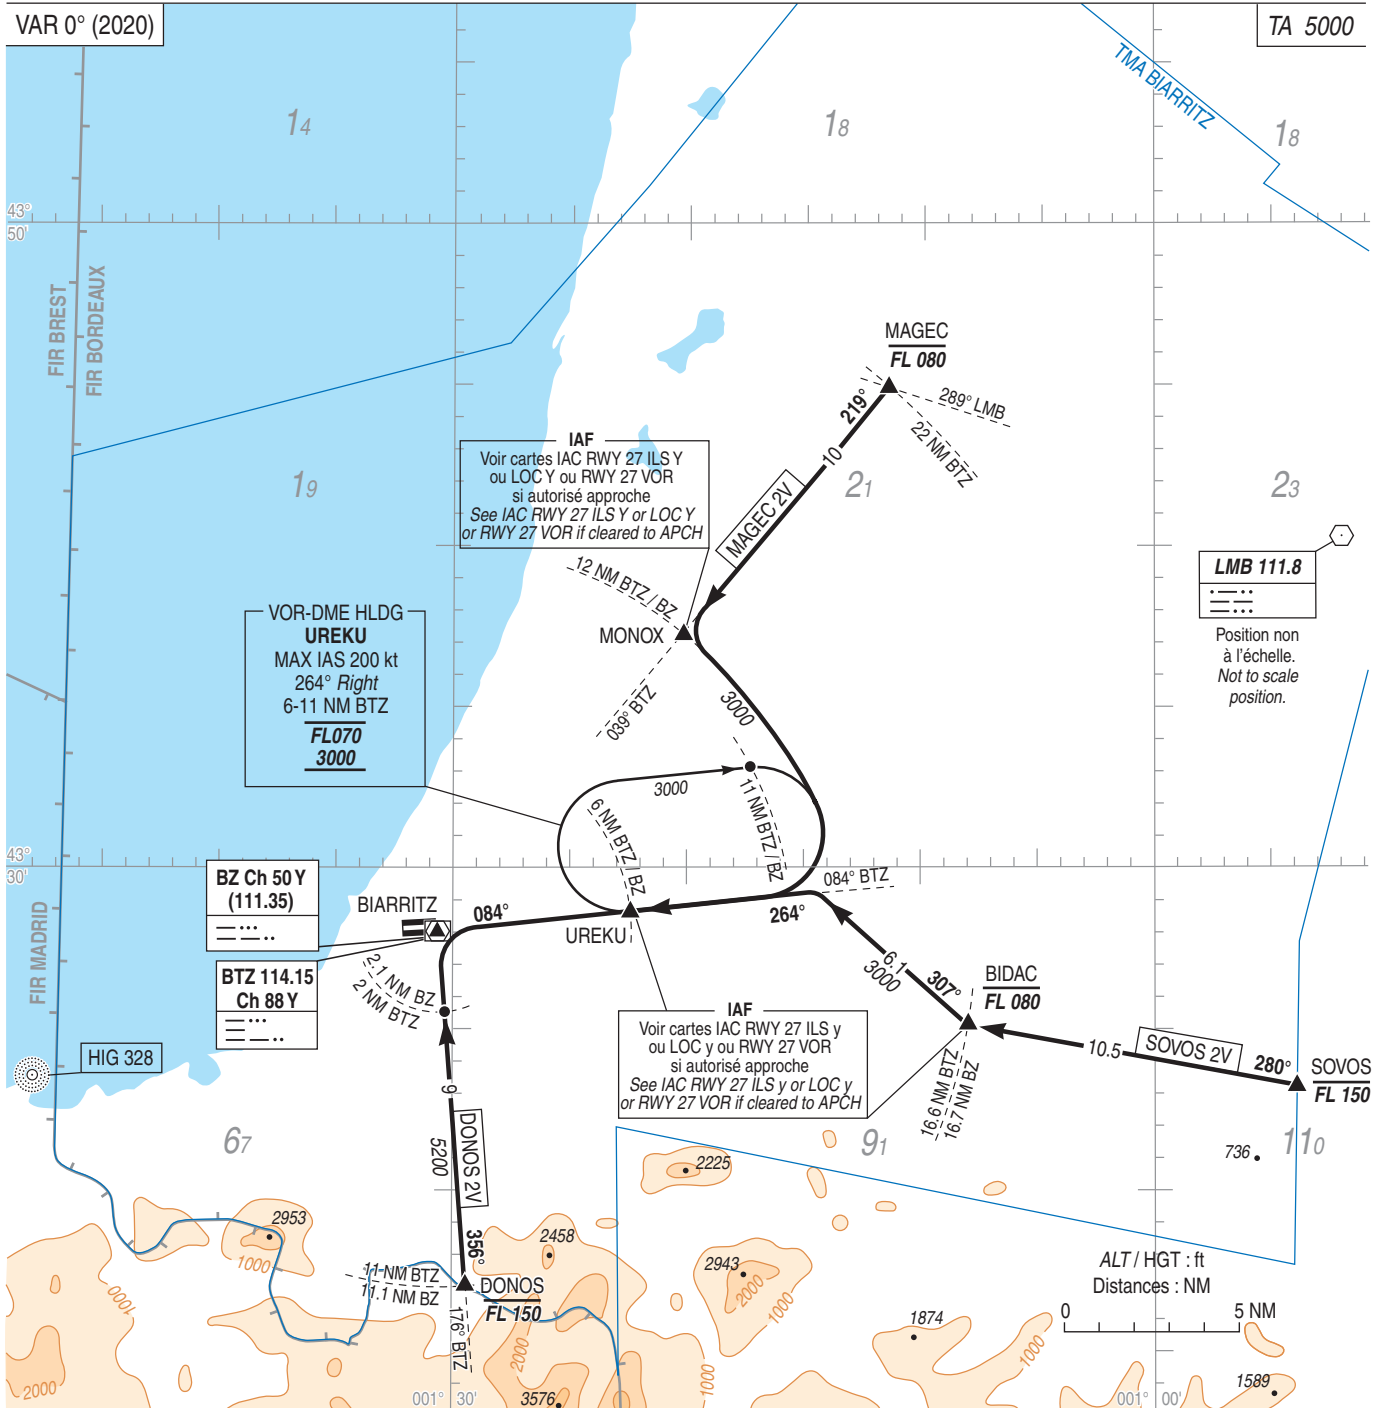 VAR 0° (2020)
TA 5000
TMA BIARRITZ
14
18
18
43°
50'
FIR BREST
FIR BORDEAUX
MAGEC
FL 080
289° LMB
22 NM BTZ
219°
10
MAGEC 2V
19
21
23
IAF
Voir cartes IAC RWY 27 ILS Y
ou LOC Y ou RWY 27 VOR
si autorisé approche
See IAC RWY 27 ILS Y or LOC Y
or RWY 27 VOR if cleared to APCH
LMB 111.8
Position non
à l'échelle.
Not to scale
position.
12 NM BTZ / BZ
MONOX
039° BTZ
3000
VOR-DME HLDG
UREKU
MAX IAS 200 kt
264° Right
6-11 NM BTZ
FL070
3000
3000
6 NM BTZ / BZ
11 NM BTZ / BZ
43°
30'
084° BTZ
BZ Ch 50 Y
(111.35)
BIARRITZ
084°
264°
UREKU
FIR MADRID
BTZ 114.15
Ch 88 Y
2.1 NM BZ
2 NM BTZ
6.1
3000
307°
BIDAC
FL 080
IAF
Voir cartes IAC RWY 27 ILS y
ou LOC y ou RWY 27 VOR
si autorisé approche
See IAC RWY 27 ILS y or LOC y
or RWY 27 VOR if cleared to APCH
HIG 328
16.6 NM BTZ
16.7 NM BZ
10.5
SOVOS 2V
280°
SOVOS
FL 150
9
5200
DONOS 2V
356°
67
91
110
736
2225
2953
1000
1000
2458
2943
2000
1000
11 NM BTZ
11.1 NM BZ
DONOS
FL 150
176° BTZ
ALT / HGT : ft
Distances : NM
0
5 NM
1874
1000
2000
2000
1000
3576
1589
001° 30'
001° 00'